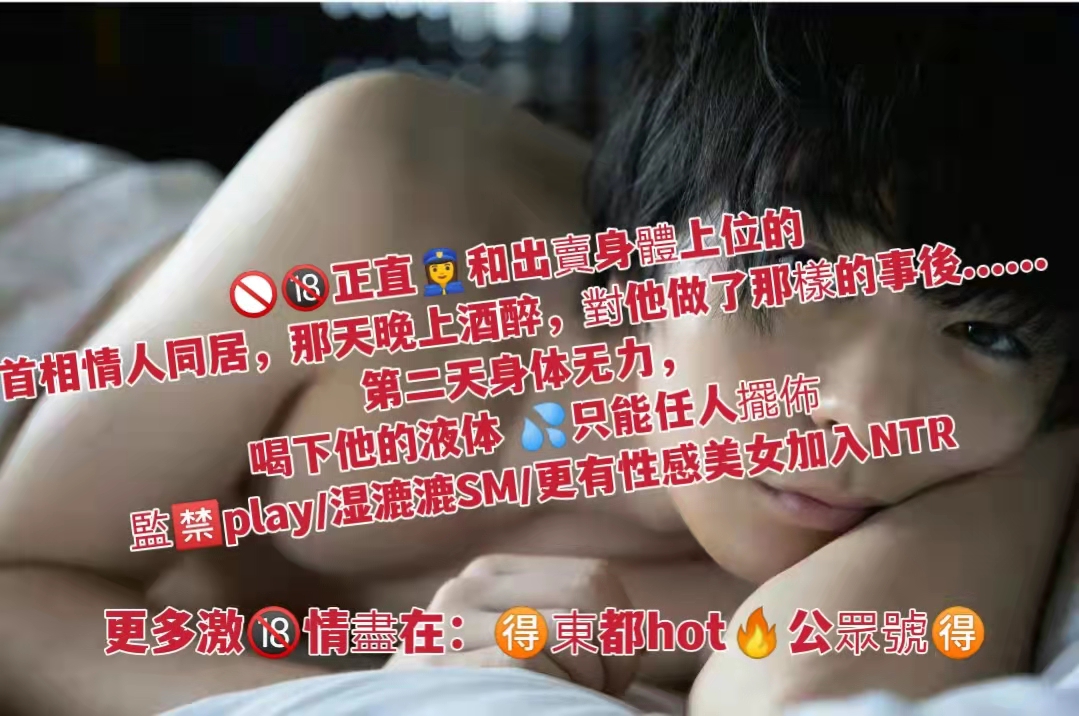 🚫🔞正直👮‍♀️和出賣身體上位的
首相情人同居，那天晚上酒醉，對他做了那樣的事後……
第二天身体无力，
喝下他的液体 💦只能任人擺佈
監🈲play/湿漉漉SM/更有性感美女加入NTR
更多激🔞情盡在：🉐東都hot🔥公眾號🉐